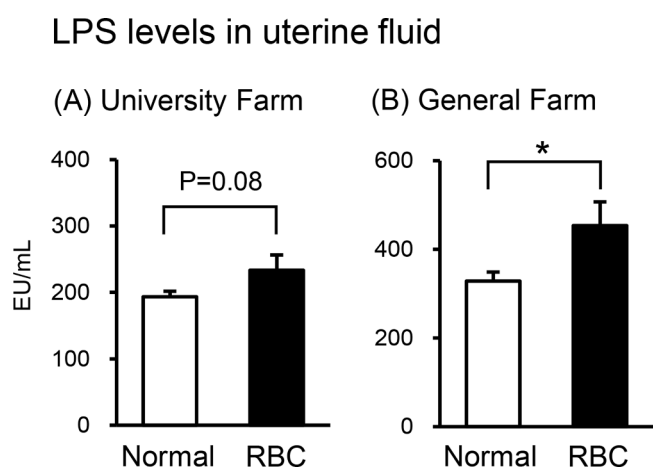 LPS levels in uterine fluid
(A) University Farm
EU/mL
400
300
200
100
0
P=0.08
Normal RBC
(B) General Farm
600
400
200
0
*
Normal RBC